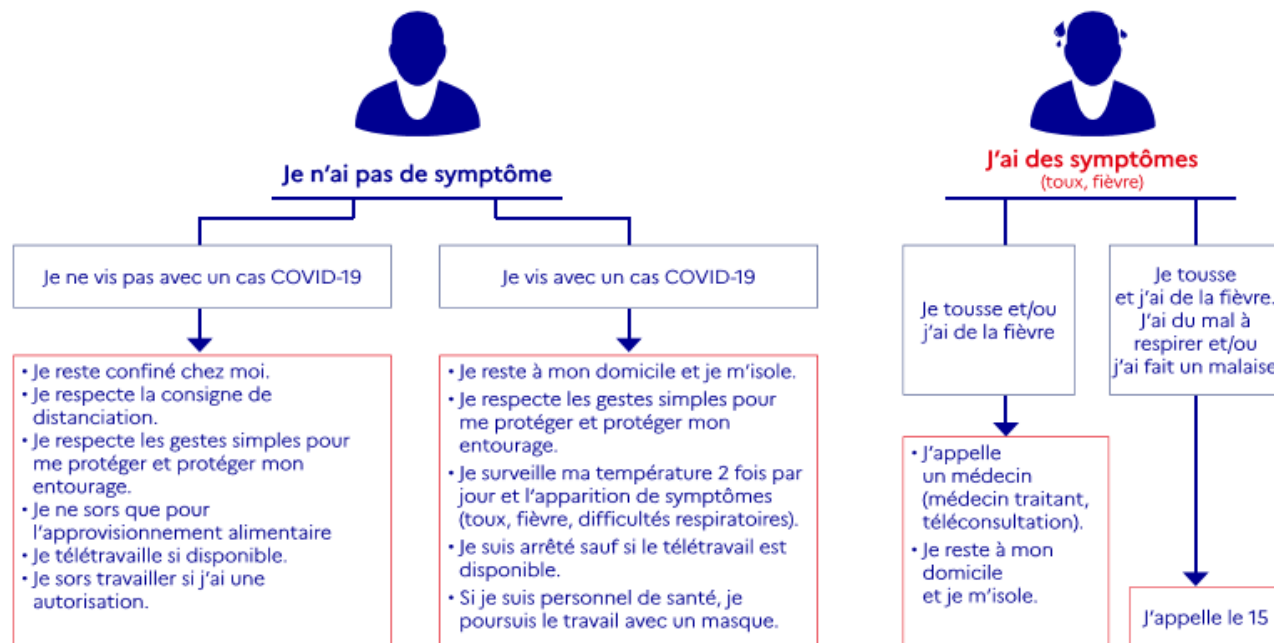 Je n'ai pas de symptôme
Je ne vis pas avec un cas COVID-19
• Je reste confiné chez moi.
• Je respecte la consigne de
distanciation.
• Je respecte les gestes simples pour
me protéger et protéger mon
entourage.
• Je ne sors que pour
l'approvisionnement alimentaire
• Je télétravaille si disponible.
• Je sors travailler si j'ai une
autorisation.
Je vis avec un cas COVID-19
• Je reste à mon domicile et je m'isole.
• Je respecte les gestes simples pour
me protéger et protéger mon
entourage.
• Je surveille ma température 2 fois par
jour et l'apparition de symptômes
(toux, fièvre, difficultés respiratoires).
• Je suis arrêté sauf si le télétravail est
disponible.
• Si je suis personnel de santé, je
poursuis le travail avec un masque.
J'ai des symptômes
(toux, fièvre)
Je tousse et/ou
j'ai de la fièvre
• J'appelle
un médecin
(médecin traitant,
téléconsultation).
• Je reste à mon
domicile
et je m'isole.
Je tousse
et j'ai de la fièvre.
J'ai du mal à
respirer et/ou
j'ai fait un malaise
J'appelle le 15